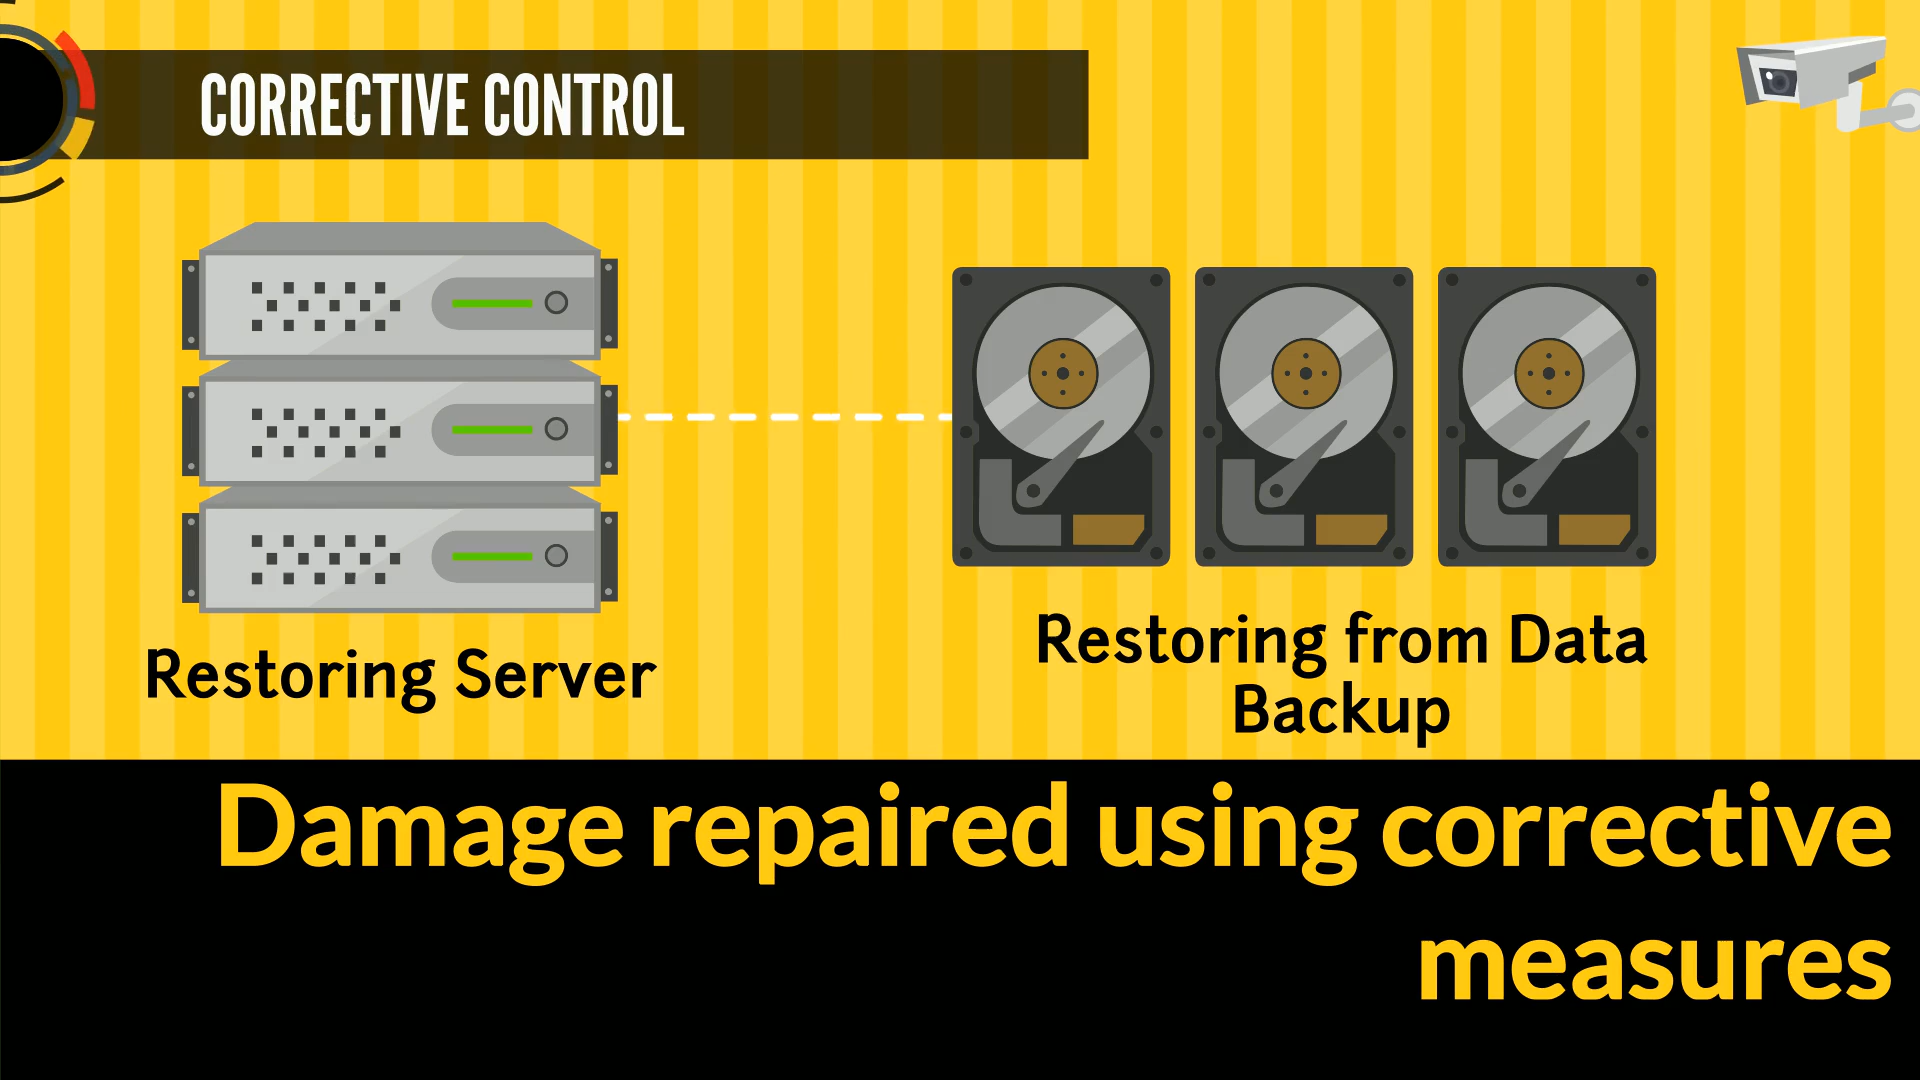 CORRECTIVE CONTROL
Restoring Server
Restoring from Data
Backup
Damage repaired using corrective
measures